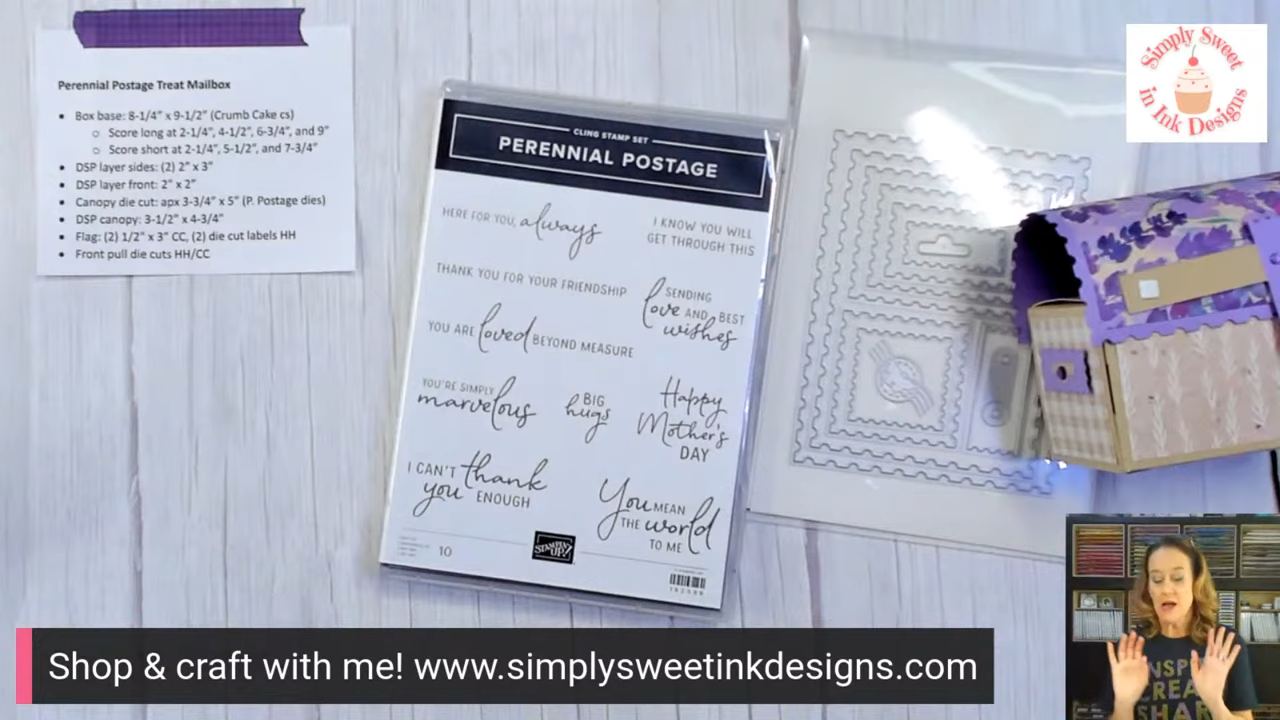 Perennial Postage Treat Mailbox
• Box base: 8-1/4" x 9-1/2" (Crumb Cake cs)
o Score long at 2-1/4", 4-1/2", 6-3/4", and 9"
o Score short at 2-1/4", 5-1/2", and 7-3/4"
• DSP layer sides: (2) 2" x 3"
• DSP layer front: 2" x 2"
• Canopy die cut: apx 3-3/4" x 5" (P. Postage dies)
• DSP canopy: 3-1/2" x 4-3/4"
• Flag: (2) 1/2" x 3" CC, (2) die cut labels HH
• Front pull die cuts HH/CC
CLING STAMP SET
PERENNIAL POSTAGE
HERE FOR YOU, always
I KNOW YOU WILL
GET THROUGH THIS
THANK YOU FOR YOUR FRIENDSHIP
SENDING
love AND BEST
wishes
YOU ARE loved BEYOND MEASURE
YOU'RE SIMPLY
marvelous
BIG
hugs
Happy
Mother's
DAY
I CAN'T thank
you ENOUGH
You MEAN
THE world
TO ME
10
STAMPIN' UP!
Simply Sweet
in Ink Designs
INSPI
CREA
SHAR
Shop & craft with me! www.simplysweetinkdesigns.com